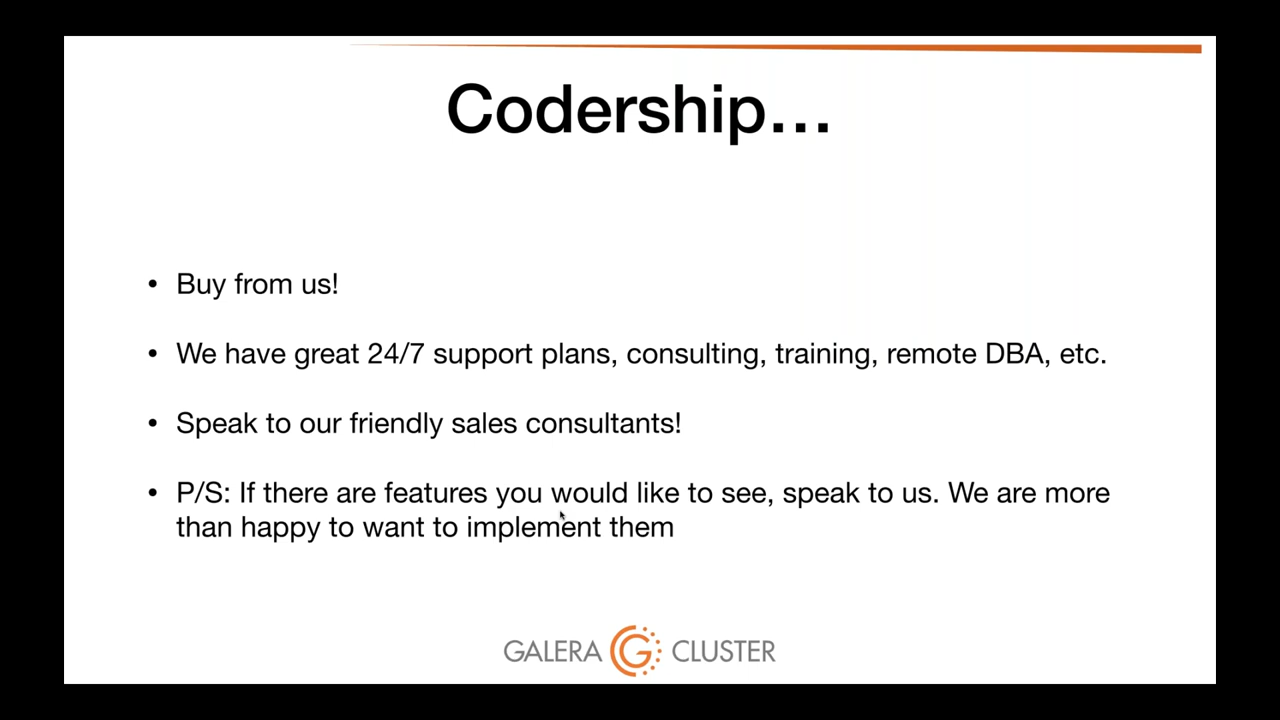 Codership...
• Buy from us!
• We have great 24/7 support plans, consulting, training, remote DBA, etc.
• Speak to our friendly sales consultants!
• P/S: If there are features you would like to see, speak to us. We are more
than happy to want to implement them
GALERA CLUSTER